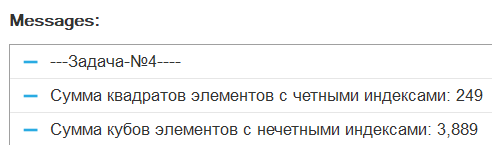 Messages:
---Задача-№4----
Сумма квадратов элементов с четными индексами: 249
Сумма кубов элементов с нечетными индексами: 3,889